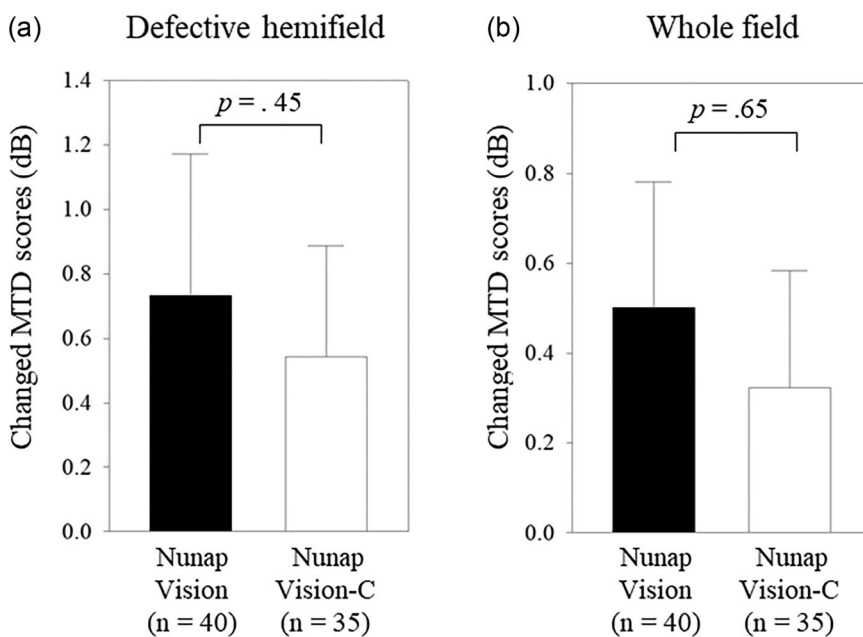 (a) Defective hemifield
Changed MTD scores (dB)
1.4
1.2
1.0
0.8
0.6
0.4
0.2
0.0
p = . 45
Nunap
Vision
(n = 40)
Nunap
Vision-C
(n = 35)
(b) Whole field
Changed MTD scores (dB)
1.0
0.8
0.6
0.4
0.2
0.0
p = .65
Nunap
Vision
(n = 40)
Nunap
Vision-C
(n = 35)